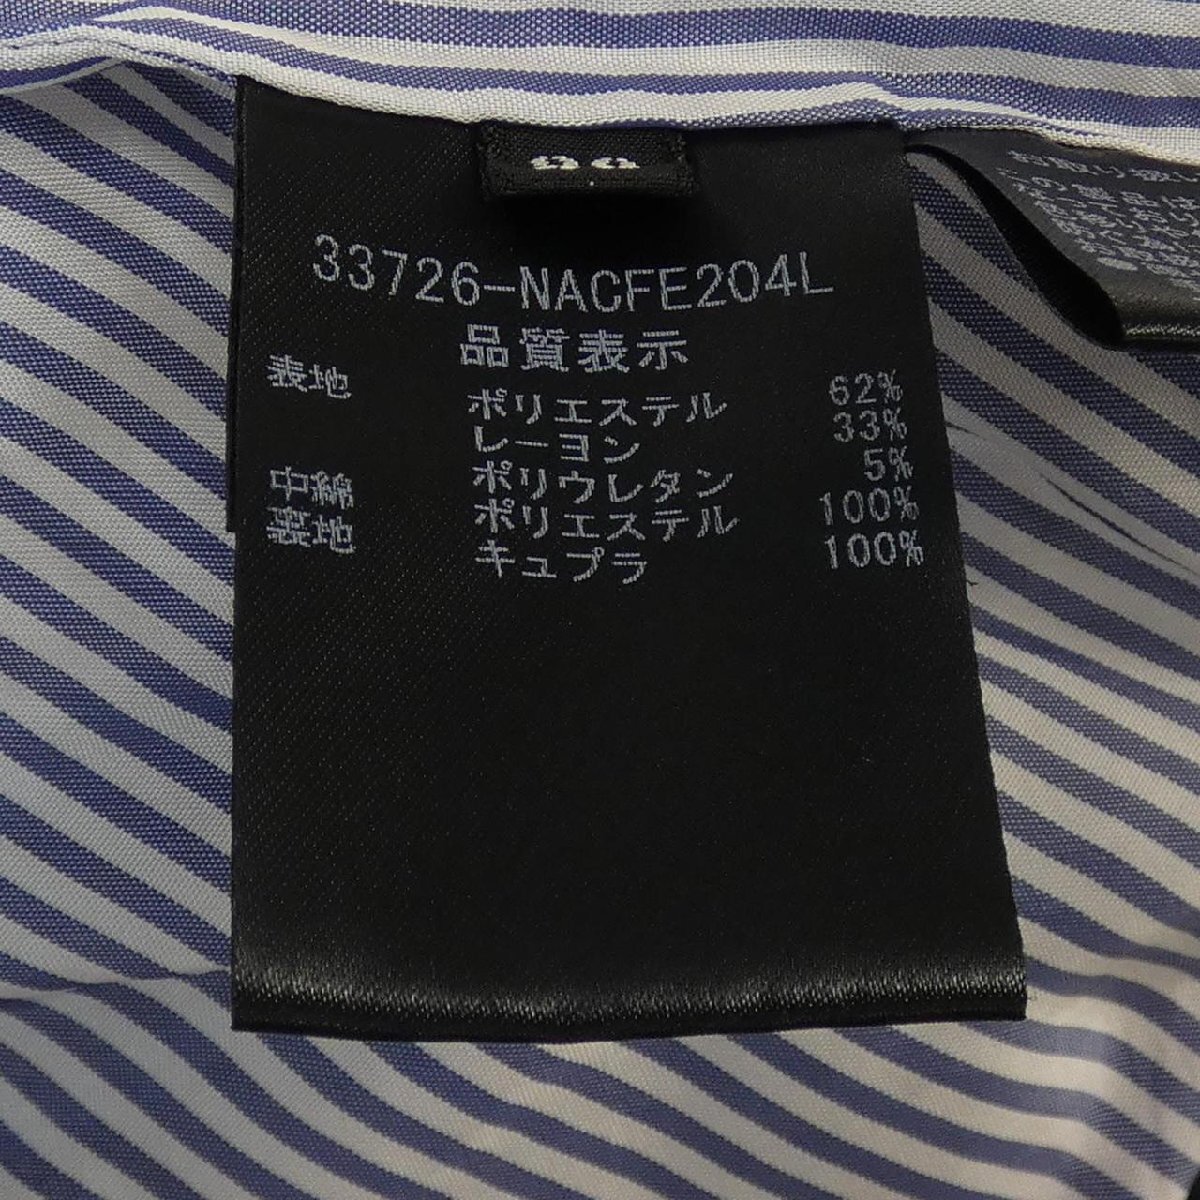 33726-NACFE204L
品質表示
表地 ポリエステル 62%
レーヨン 33%
ポリウレタン 5%
中綿 ポリエステル 100%
裏地 キュプラ 100%